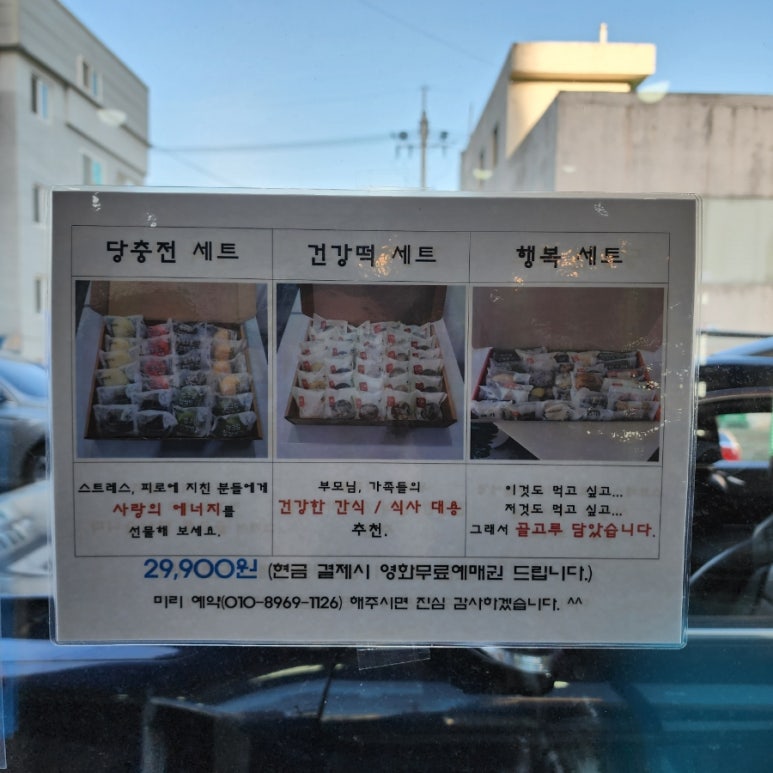 당충전 세트
건강떡 세트
행복 세트
스트레스, 피로에 지친 분들에게
사랑의 에너지를
선물해 보세요.
부모님, 가족들의
건강한 간식 / 식사 대용
추천.
이것도 먹고 싶고...
저것도 먹고 싶고...
그래서 골고루 담았습니다.
29,900원 (현금 결제시 영화무료예매권 드립니다.)
미리 예약(010-8969-1126) 해주시면 진심 감사하겠습니다. ^^